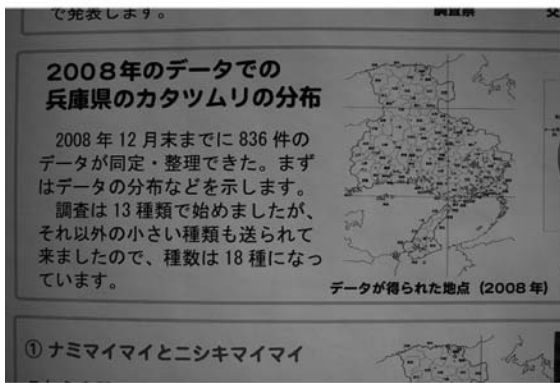 で発表します。
調査票
2008年のデータでの
兵庫県のカタツムリの分布
2008年12月末までに836件の
データが同定・整理できた。まず
はデータの分布などを示します。
調査は13種類で始めましたが、
それ以外の小さい種類も送られて
来ましたので、種数は18種になっ
ています。
データが得られた地点(2008年)
① ナミマイマイとニシキマイマイ